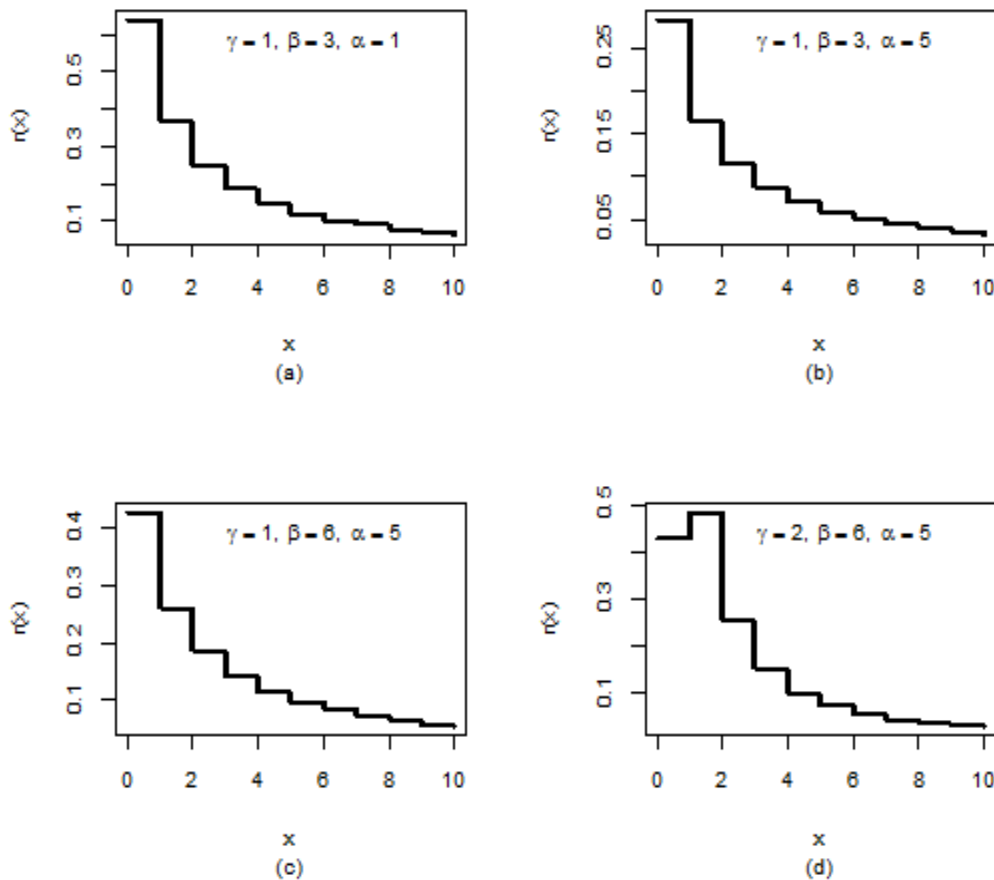 γ = 1, β = 3, α = 1
r(x)
0.5
0.3
0.1
0 2 4 6 8 10
x
(a)
γ = 1, β = 3, α = 5
r(x)
0.25
0.15
0.05
0 2 4 6 8 10
x
(b)
γ = 1, β = 6, α = 5
r(x)
0.4
0.3
0.2
0.1
0 2 4 6 8 10
x
(c)
γ = 2, β = 6, α = 5
r(x)
0.5
0.3
0.1
0 2 4 6 8 10
x
(d)